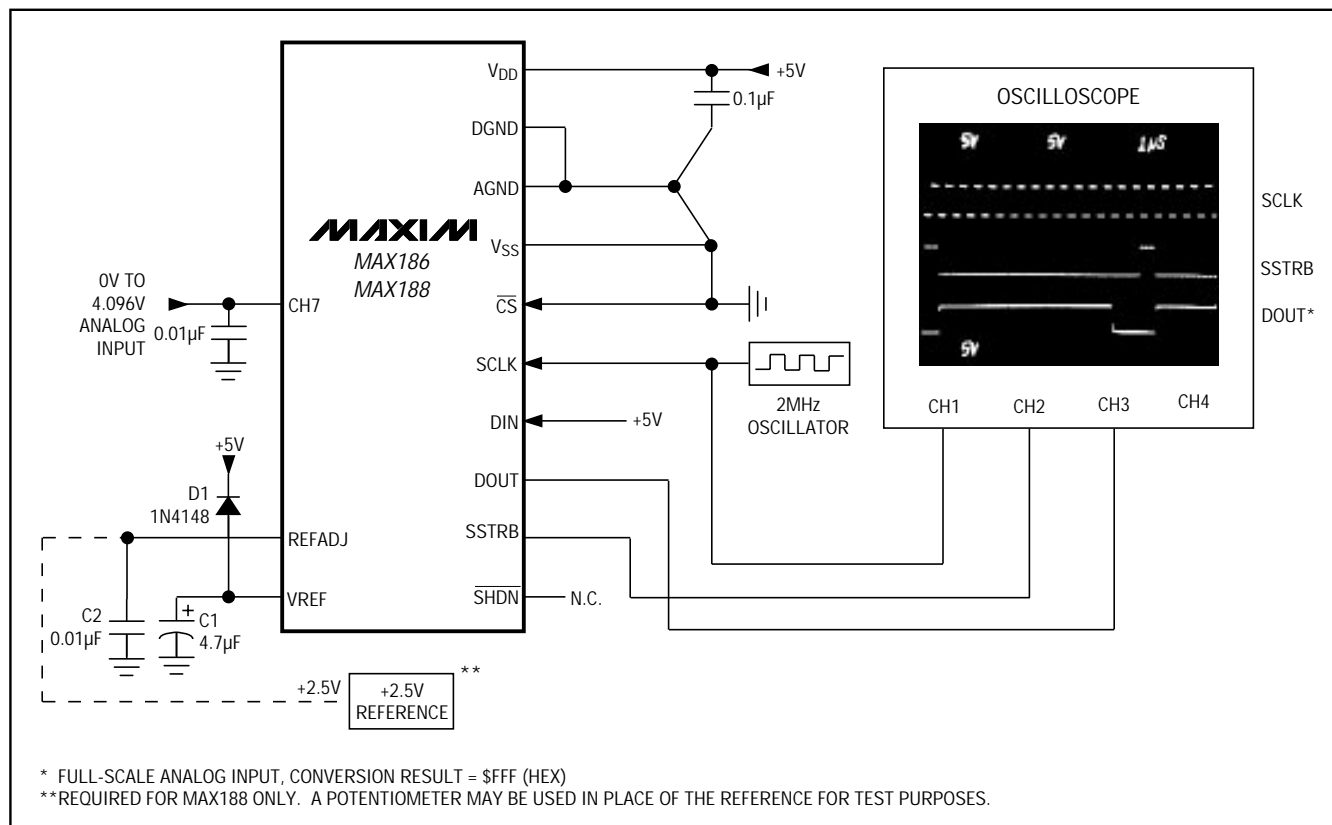 VDD
+5V
0.1µF
DGND
AGND
MAXIM
MAX186
MAX188
VSS
0V TO
4.096V
ANALOG
INPUT
0.01µF
CH7
CS
SCLK
2MHz
OSCILLATOR
DIN
+5V
DOUT
SSTRB
SHDN
N.C.
+5V
D1
1N4148
REFADJ
VREF
C2
0.01µF
+
C1
4.7µF
+2.5V
+2.5V
REFERENCE
**
OSCILLOSCOPE
5V 5V 1µS
SCLK
SSTRB
DOUT*
5V
CH1 CH2 CH3 CH4
* FULL-SCALE ANALOG INPUT, CONVERSION RESULT = $FFF (HEX)
**REQUIRED FOR MAX188 ONLY. A POTENTIOMETER MAY BE USED IN PLACE OF THE REFERENCE FOR TEST PURPOSES.